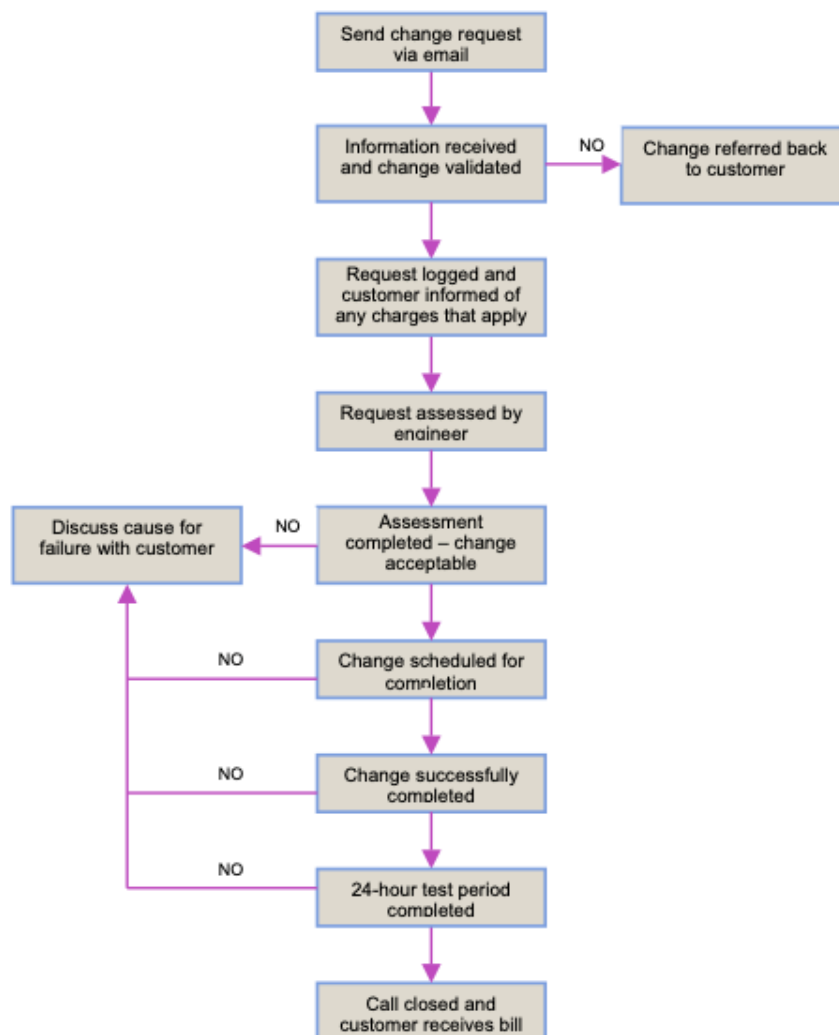 Send change request
via email
Information received
and change validated
NO
Change referred back
to customer
Request logged and
customer informed of
any charges that apply
Request assessed by
engineer
Discuss cause for
failure with customer
NO
Assessment
completed – change
acceptable
NO
Change scheduled for
completion
NO
Change successfully
completed
NO
24-hour test period
completed
Call closed and
customer receives bill